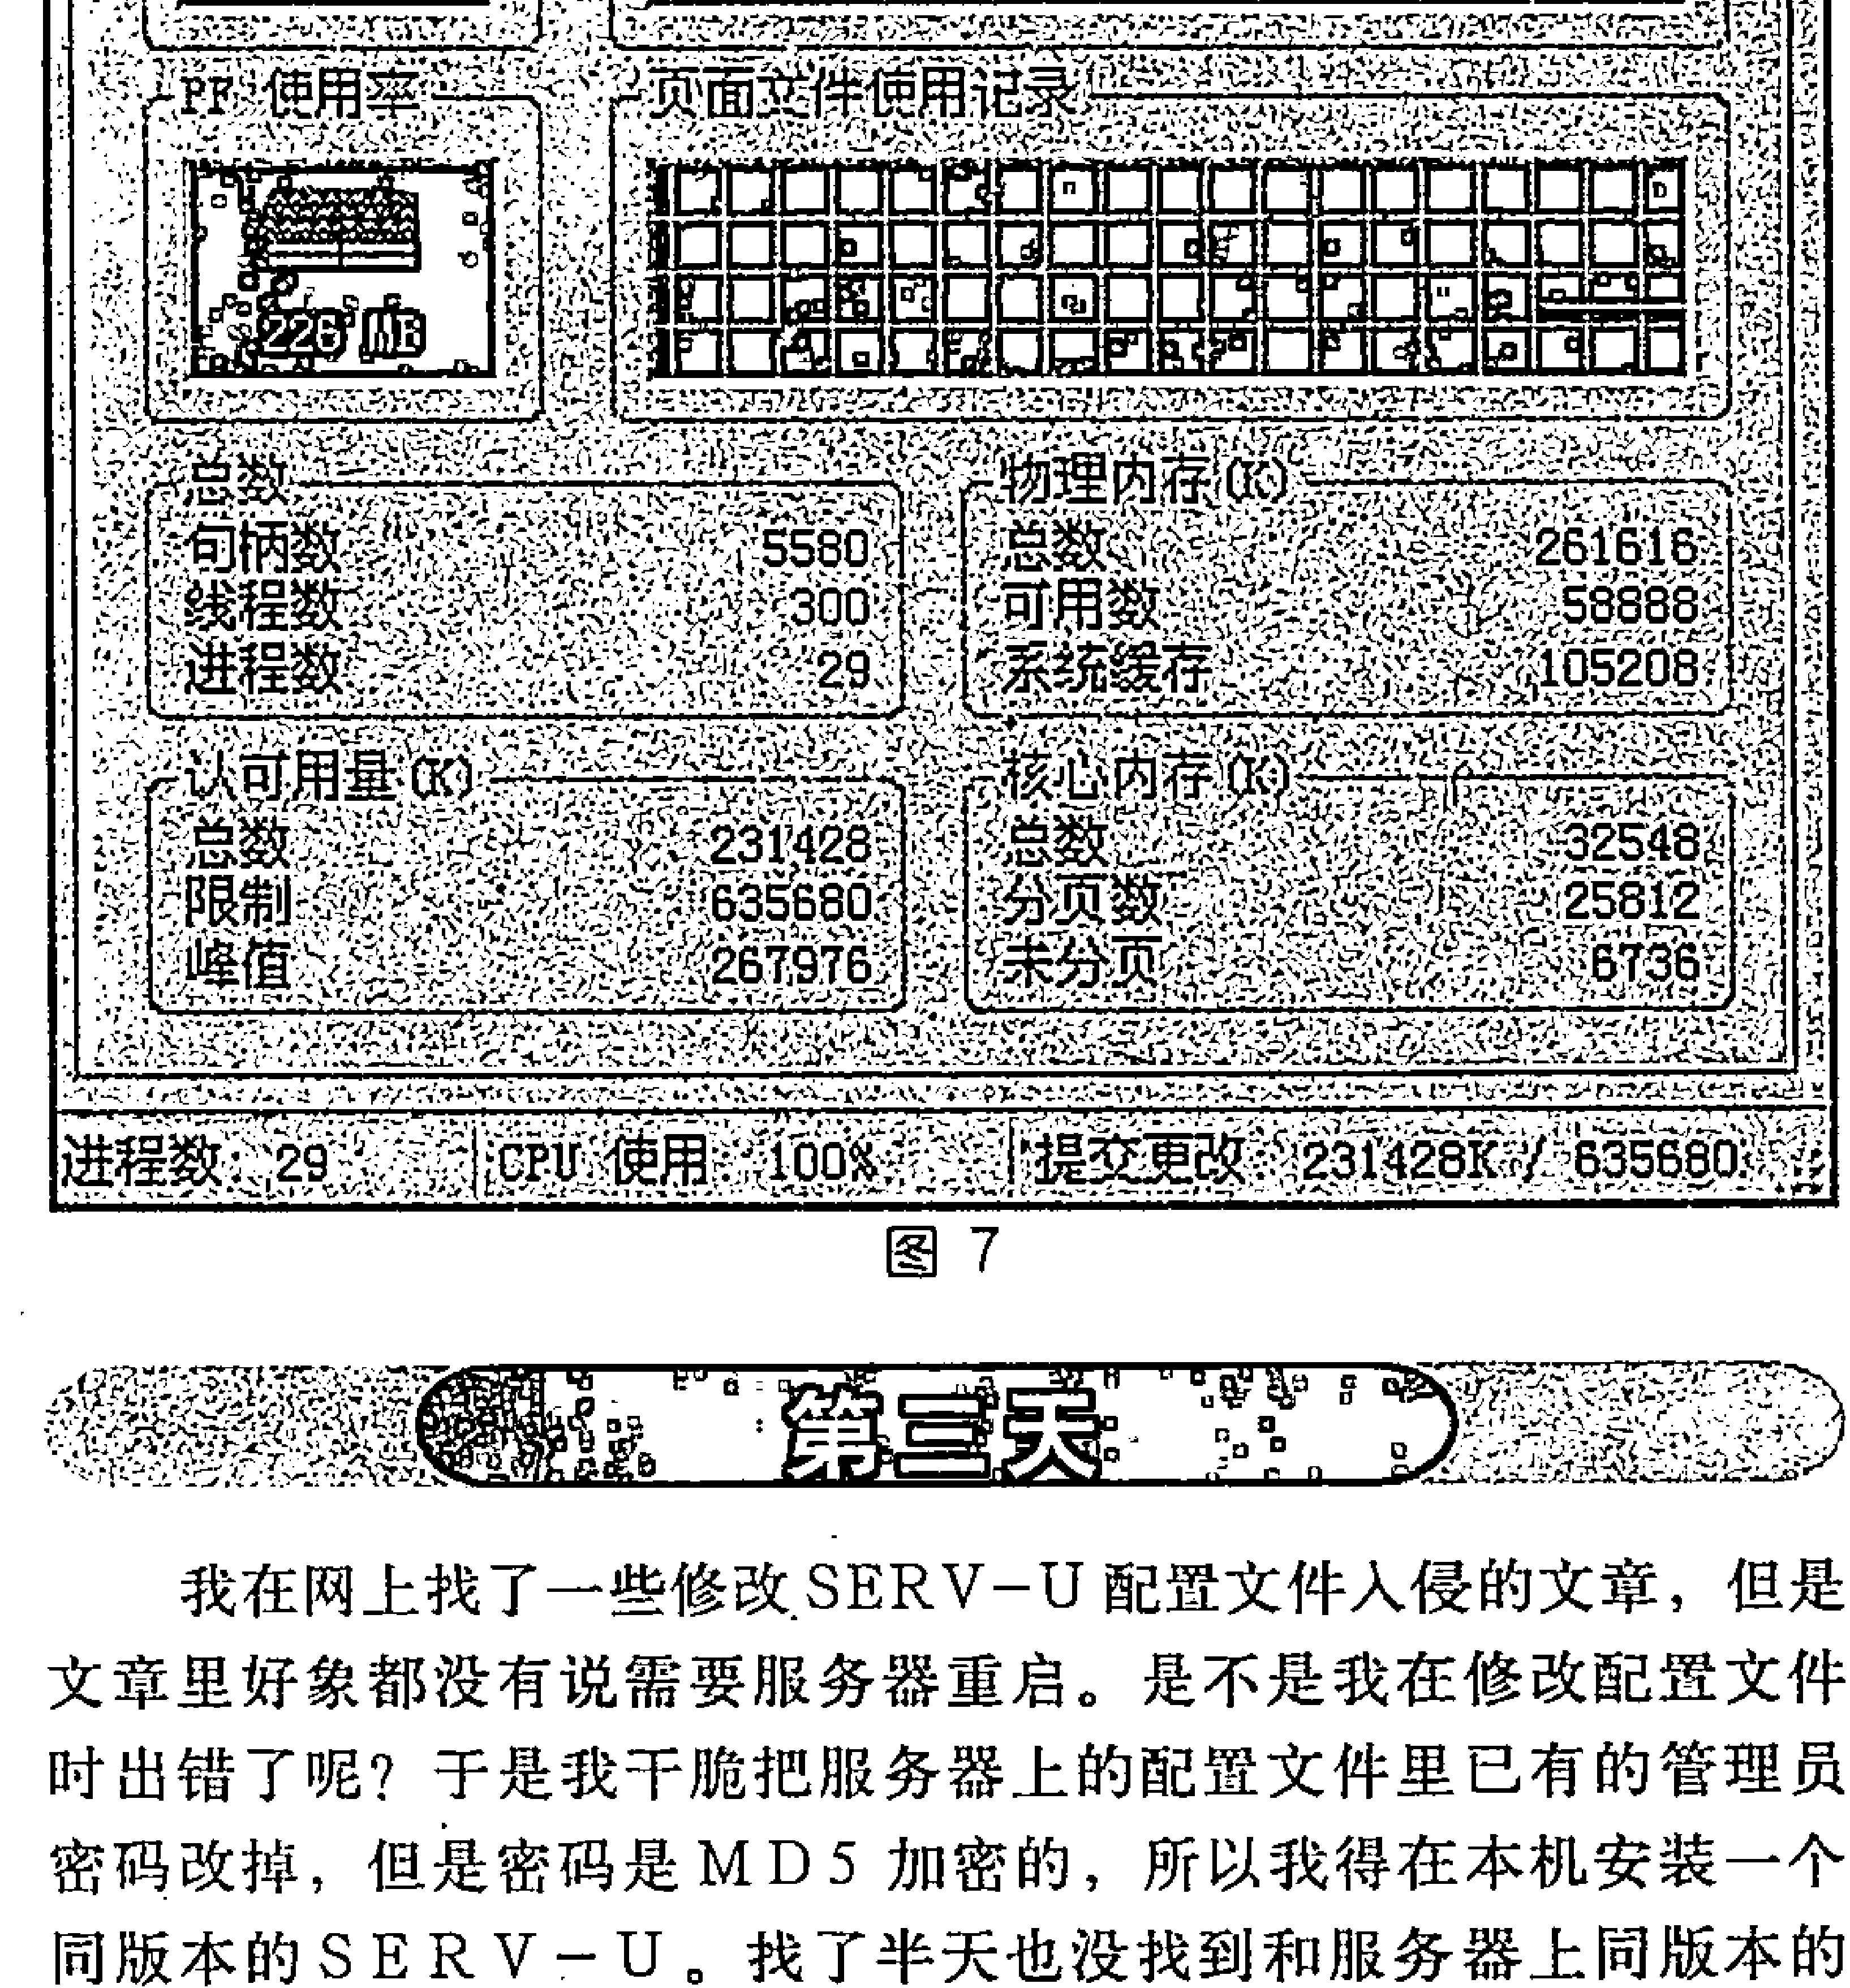 PF 使用率 页面文件使用记录
226 MB
总数 物理内存(K)
句柄数 5580 总数 261616
线程数 300 可用数 58888
进程数 29 系统缓存 105208
认可用量(K) 核心内存(K)
总数 231428 总数 32548
限制 635680 分页数 25812
峰值 267976 未分页 6736
进程数: 29 CPU 使用: 100% 提交更改: 231428K / 635680
图 7
第三天
我在网上找了一些修改SERV-U配置文件入侵的文章，但是
文章里好象都没有说需要服务器重启。是不是我在修改配置文件
时出错了呢？于是我干脆把服务器上的配置文件里已有的管理员
密码改掉，但是密码是MD5加密的，所以我得在本机安装一个
同版本的SERV-U。找了半天也没找到和服务器上同版本的